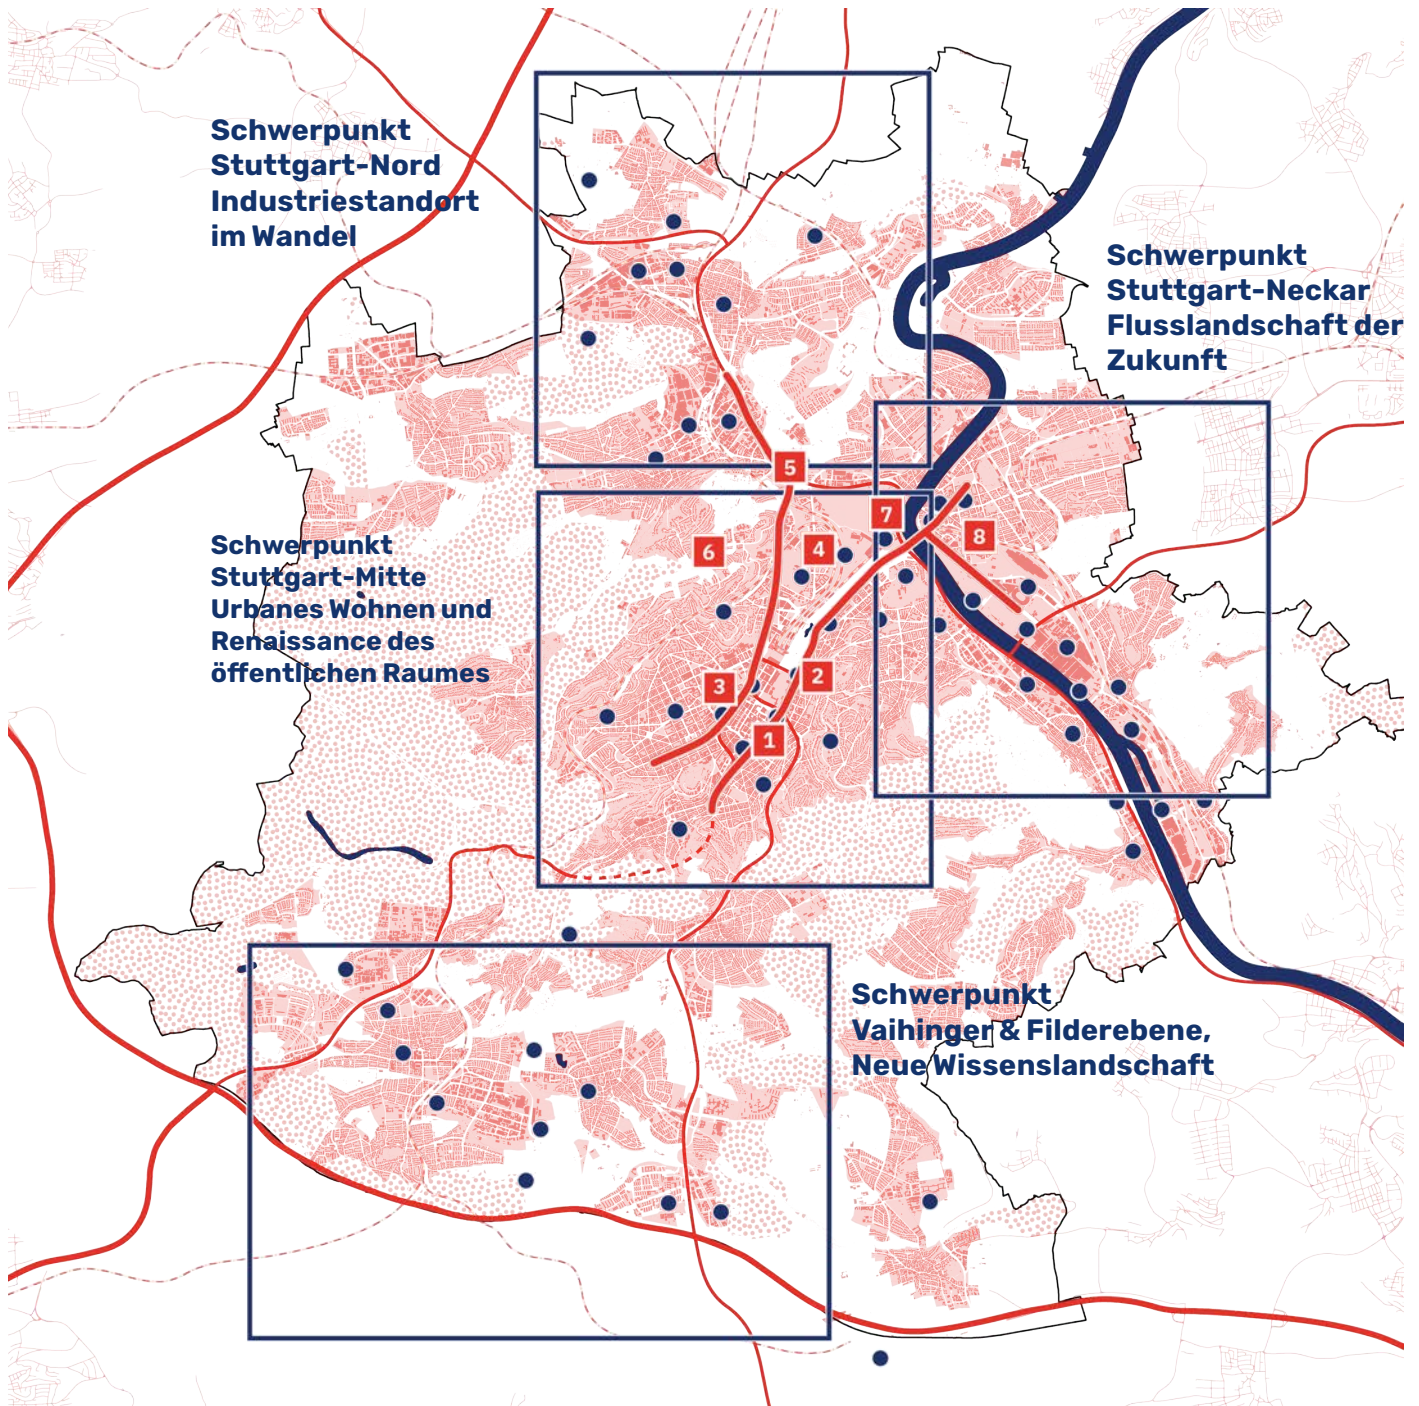 Schwerpunkt
Stuttgart-Nord
Industriestandort
im Wandel
Schwerpunkt
Stuttgart-Neckar
Flusslandschaft der
Zukunft
5
7
8
4
6
Schwerpunkt
Stuttgart-Mitte
Urbanes Wohnen und
Renaissance des
öffentlichen Raumes
3
2
1
Schwerpunkt
Vaihinger & Filderebene,
Neue Wissenslandschaft